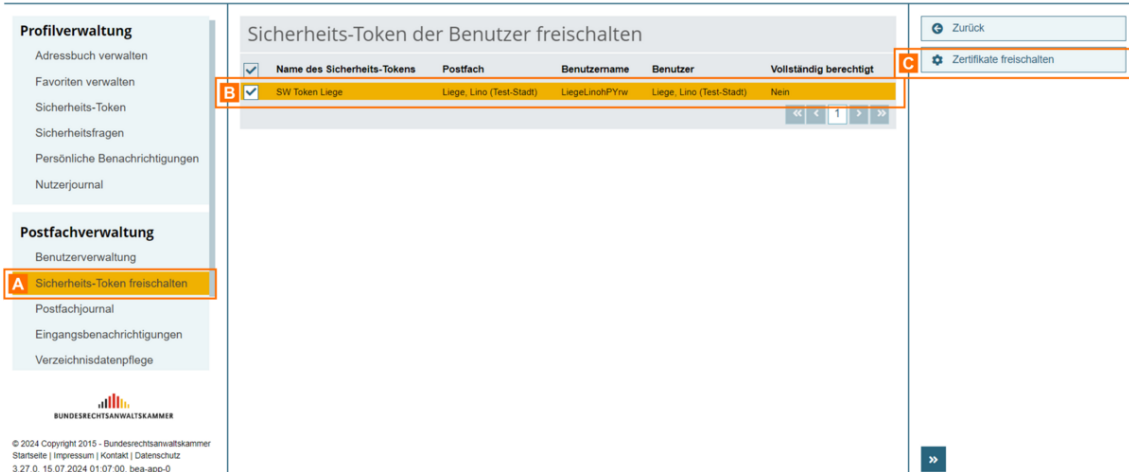 Profilverwaltung
Adressbuch verwalten
Favoriten verwalten
Sicherheits-Token
Sicherheitsfragen
Persönliche Benachrichtigungen
Nutzerjournal
Postfachverwaltung
Benutzerverwaltung
A Sicherheits-Token freischalten
Postfachjournal
Eingangsbenachrichtigungen
Verzeichnisdatenpflege
BUNDESRECHTSANWALTSKAMMER
© 2024 Copyright 2015 - Bundesrechtsanwaltskammer
Startseite | Impressum | Kontakt | Datenschutz
3.27.0, 15.07.2024 01:07:00, bea-app-0
Sicherheits-Token der Benutzer freischalten
Name des Sicherheits-Tokens Postfach Benutzername Benutzer Vollständig berechtigt
B SW Token Liege Liege, Lino (Test-Stadt) LiegeLinohPYrw Liege, Lino (Test-Stadt) Nein
« < 1 > »
Zurück
C Zertifikate freischalten
»